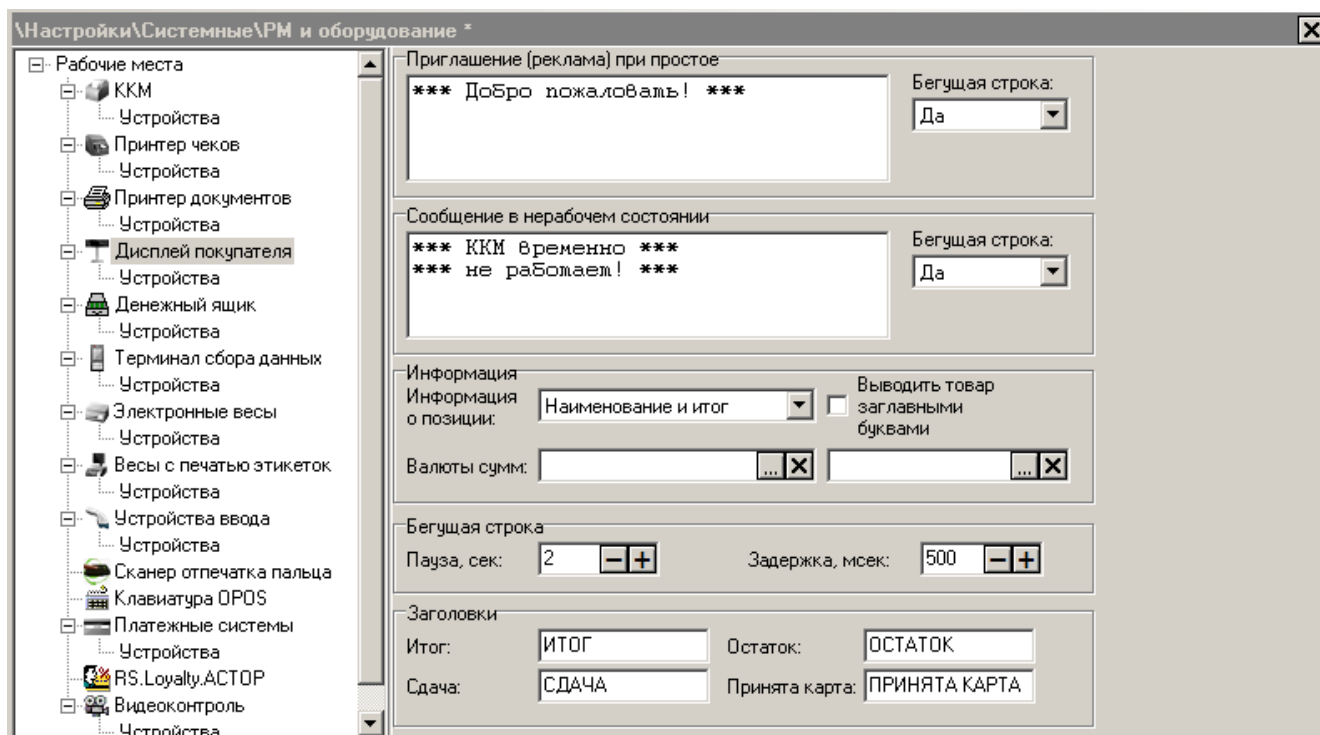 \Настройки\Системные\РМ и оборудование *
Рабочие места
ККМ
Устройства
Принтер чеков
Устройства
Принтер документов
Устройства
Дисплей покупателя
Устройства
Денежный ящик
Устройства
Терминал сбора данных
Устройства
Электронные весы
Устройства
Весы с печатью этикеток
Устройства
Устройства ввода
Устройства
Сканер отпечатка пальца
Клавиатура OPOS
Платежные системы
Устройства
RS.Loyalty.АСТОР
Видеоконтроль
Устройства
Приглашение (реклама) при простое
*** Добро пожаловать! ***
Бегущая строка:
Да
Сообщение в нерабочем состоянии
*** ККМ временно ***
*** не работает! ***
Бегущая строка:
Да
Информация
Информация
о позиции:
Наименование и итог
Выводить товар
заглавными
буквами
Валюты сумм:
...
...
Бегущая строка
Пауза, сек:
2
Задержка, мсек:
500
Заголовки
Итог:
ИТОГ
Остаток:
ОСТАТОК
Сдача:
СДАЧА
Принята карта:
ПРИНЯТА КАРТА